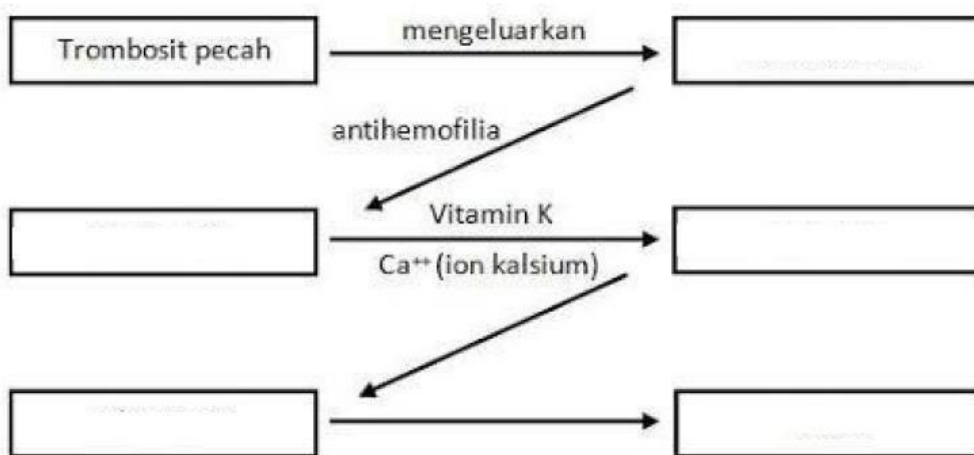 mengeluarkan
Trombosit pecah
antihemofilia
Vitamin K
Ca⁺⁺ (ion kalsium)